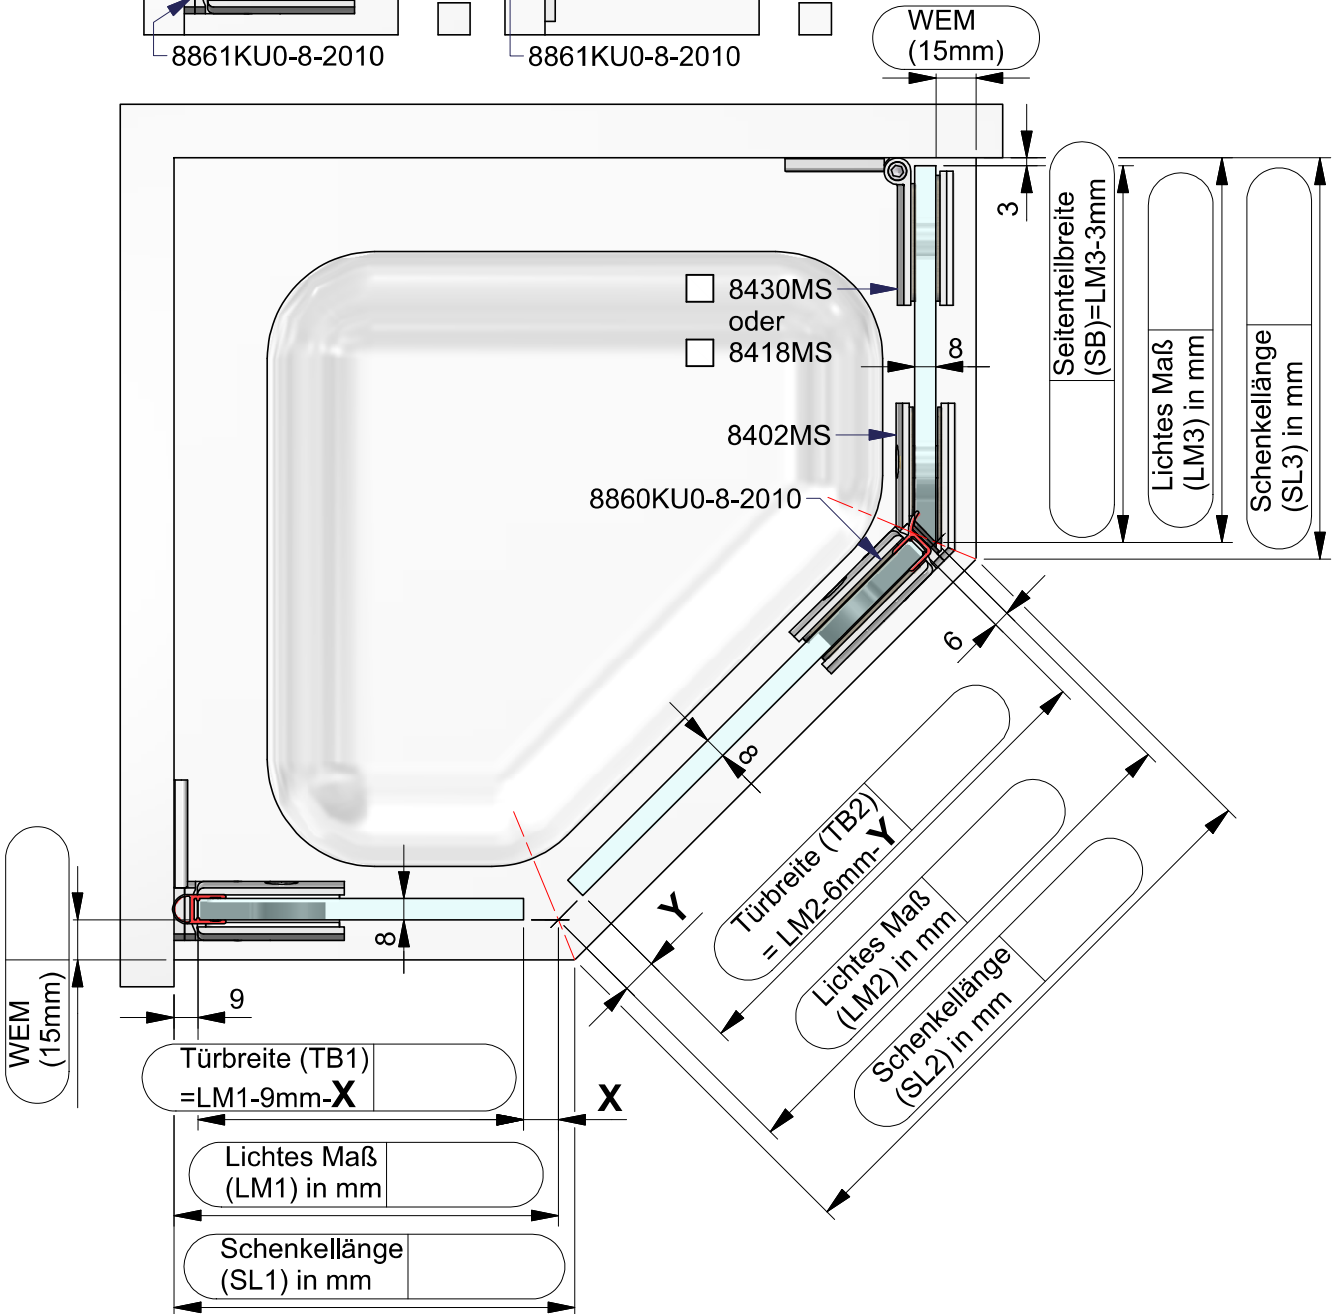 8861KU0-8-2010
8861KU0-8-2010
WEM
(15mm)
3
Seitenteilbreite
(SB)=LM3-3mm
Lichtes Maß
(LM3) in mm
Schenkellänge
(SL3) in mm
8430MS
oder
8418MS
8
8402MS
8860KU0-8-2010
6
8
Türbreite (TB2)
= LM2-6mm-Y
Lichtes Maß
(LM2) in mm
Schenkellänge
(SL2) in mm
Y
8
WEM
(15mm)
9
Türbreite (TB1)
=LM1-9mm-X
X
Lichtes Maß
(LM1) in mm
Schenkellänge
(SL1) in mm